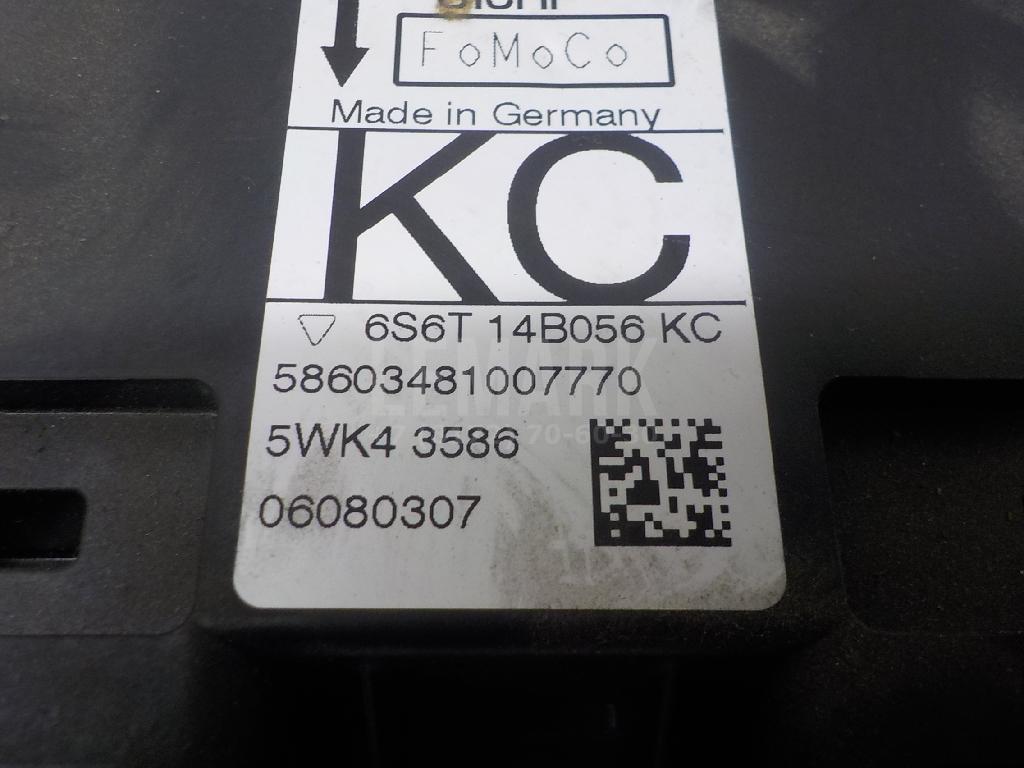 FoMoCo
Made in Germany
KC
6S6T 14B056 KC
58603481007770
5WK4 3586
06080307